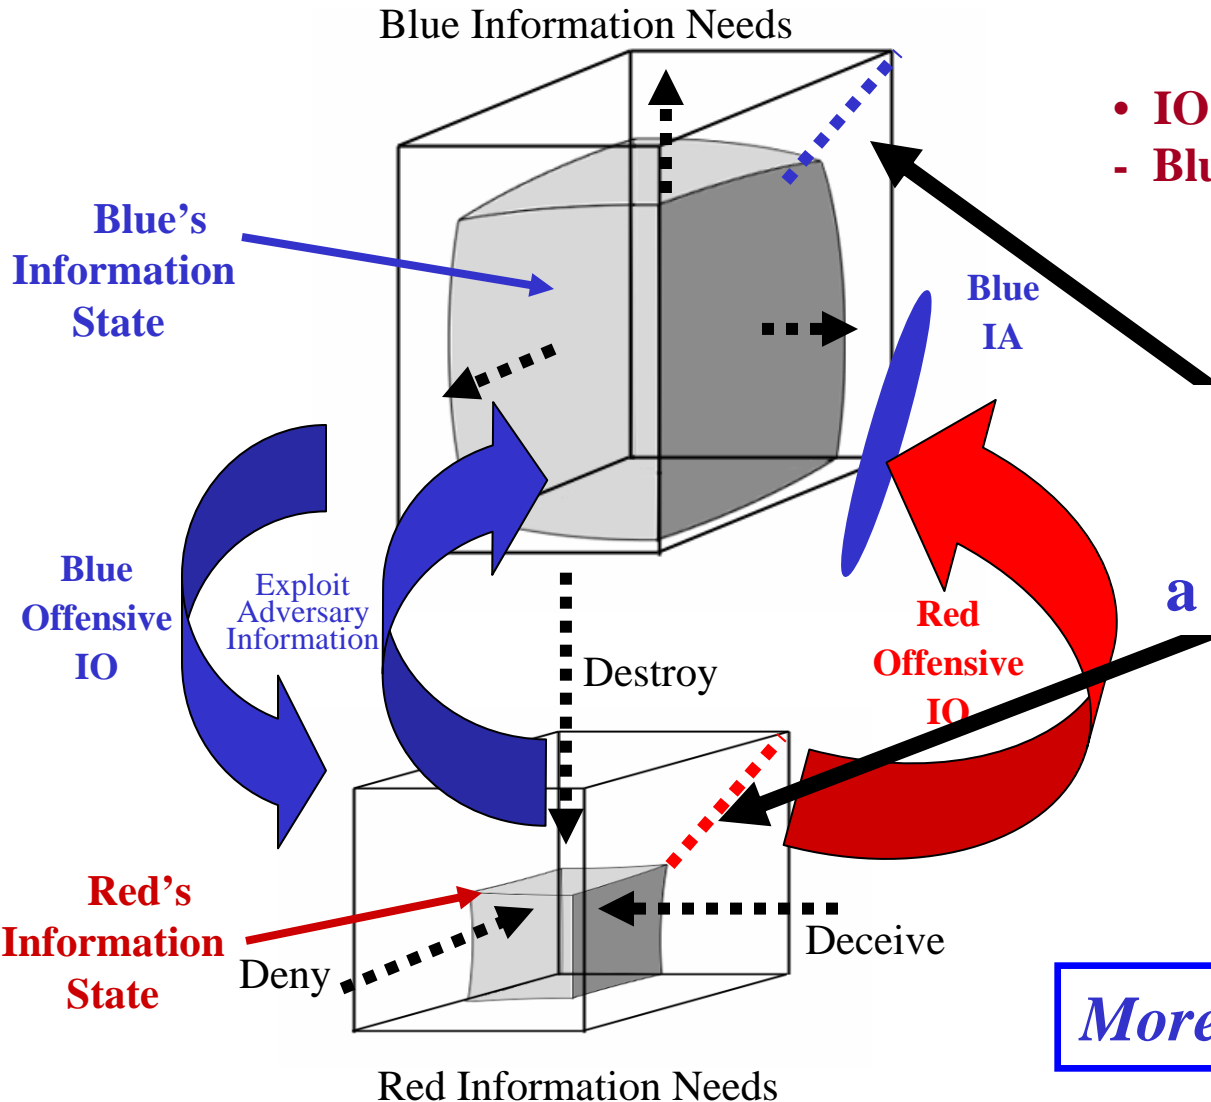 Blue Information Needs
• IO
- Blu
Blue's
Information
State
Blue
IA
Blue
Offensive
IO
Exploit
Adversary
Information
a
Red
Offensive
IO
Destroy
Red's
Information
State
Deny
Deceive
More
Red Information Needs